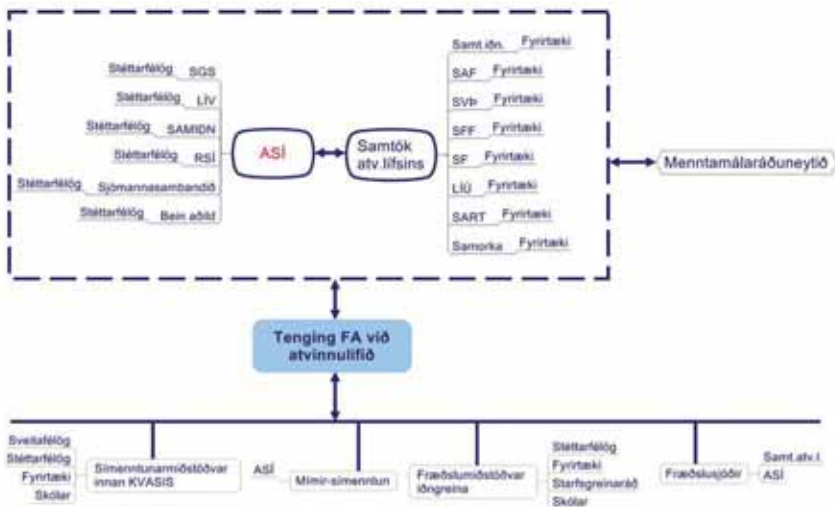 Stéttarfélög SGS
Stéttarfélög LÍV
Stéttarfélög SAMIÐN
Stéttarfélög RSÍ
Stéttarfélög Sjómannasambandið
Stéttarfélög Bein aðild
ASÍ
Samtök
atv.lífsins
Samt.iðn. Fyrirtæki
SAF Fyrirtæki
SVÞ Fyrirtæki
SFF Fyrirtæki
SF Fyrirtæki
LÍÚ Fyrirtæki
SART Fyrirtæki
Samorka Fyrirtæki
Menntamálaráðuneytið
Tenging FA við
atvinnulífið
Sveitafélög
Stéttarfélög
Fyrirtæki
Skólar
Símenntunarmiðstöðvar
innan KVASIS
ASÍ
Mímir-símenntun
Fræðslumiðstöðvar
iðngreina
Stéttarfélög
Fyrirtæki
Starfsgreinaráð
Skólar
Fræðslusjóðir
Samt.atv.l.
ASÍ